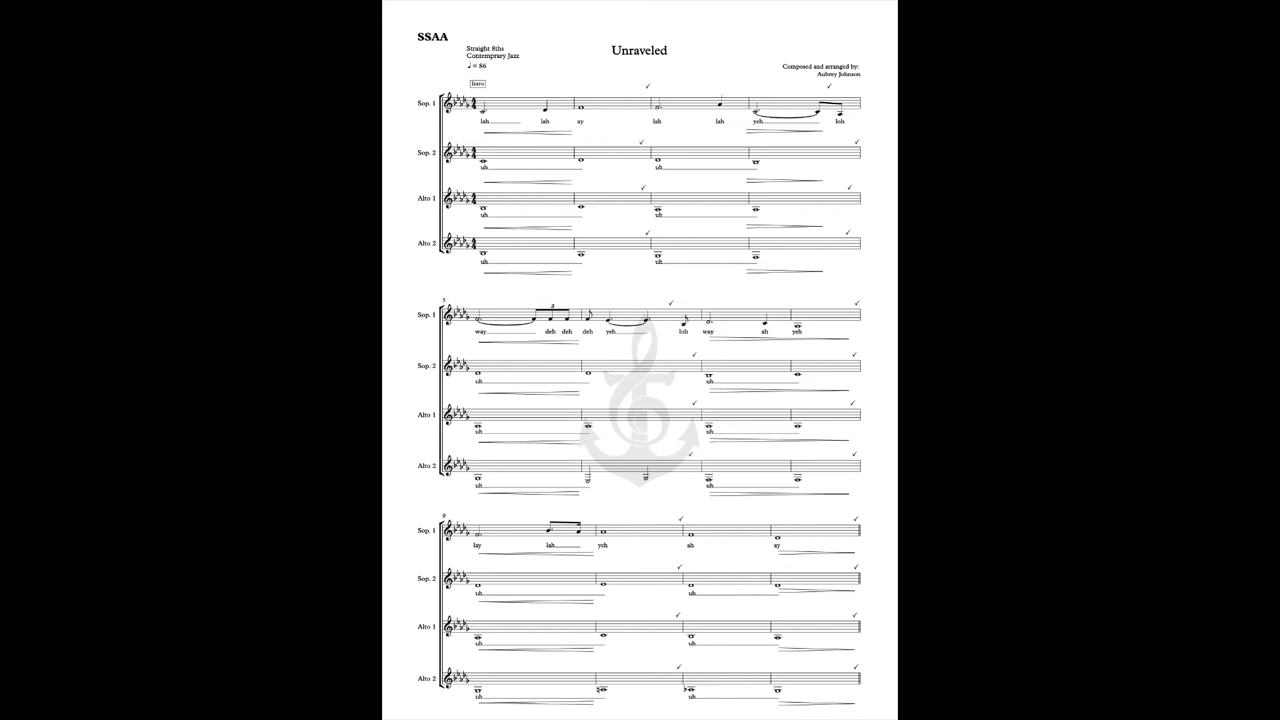 SSAA
Unraveled
Straight 8ths
Contemprary Jazz
= 86
Composed and arranged by:
Aubrey Johnson
Intro
Sop. 1
lah lah ay lah lah yeh loh
Sop. 2
uh uh
Alto 1
uh uh
Alto 2
uh uh
5
3
Sop. 1
way deh deh deh yeh loh way ah yeh
Sop. 2
uh uh
Alto 1
uh uh
Alto 2
uh uh
9
Sop. 1
lay lah yeh ah ay
Sop. 2
uh uh
Alto 1
uh uh
Alto 2
uh uh